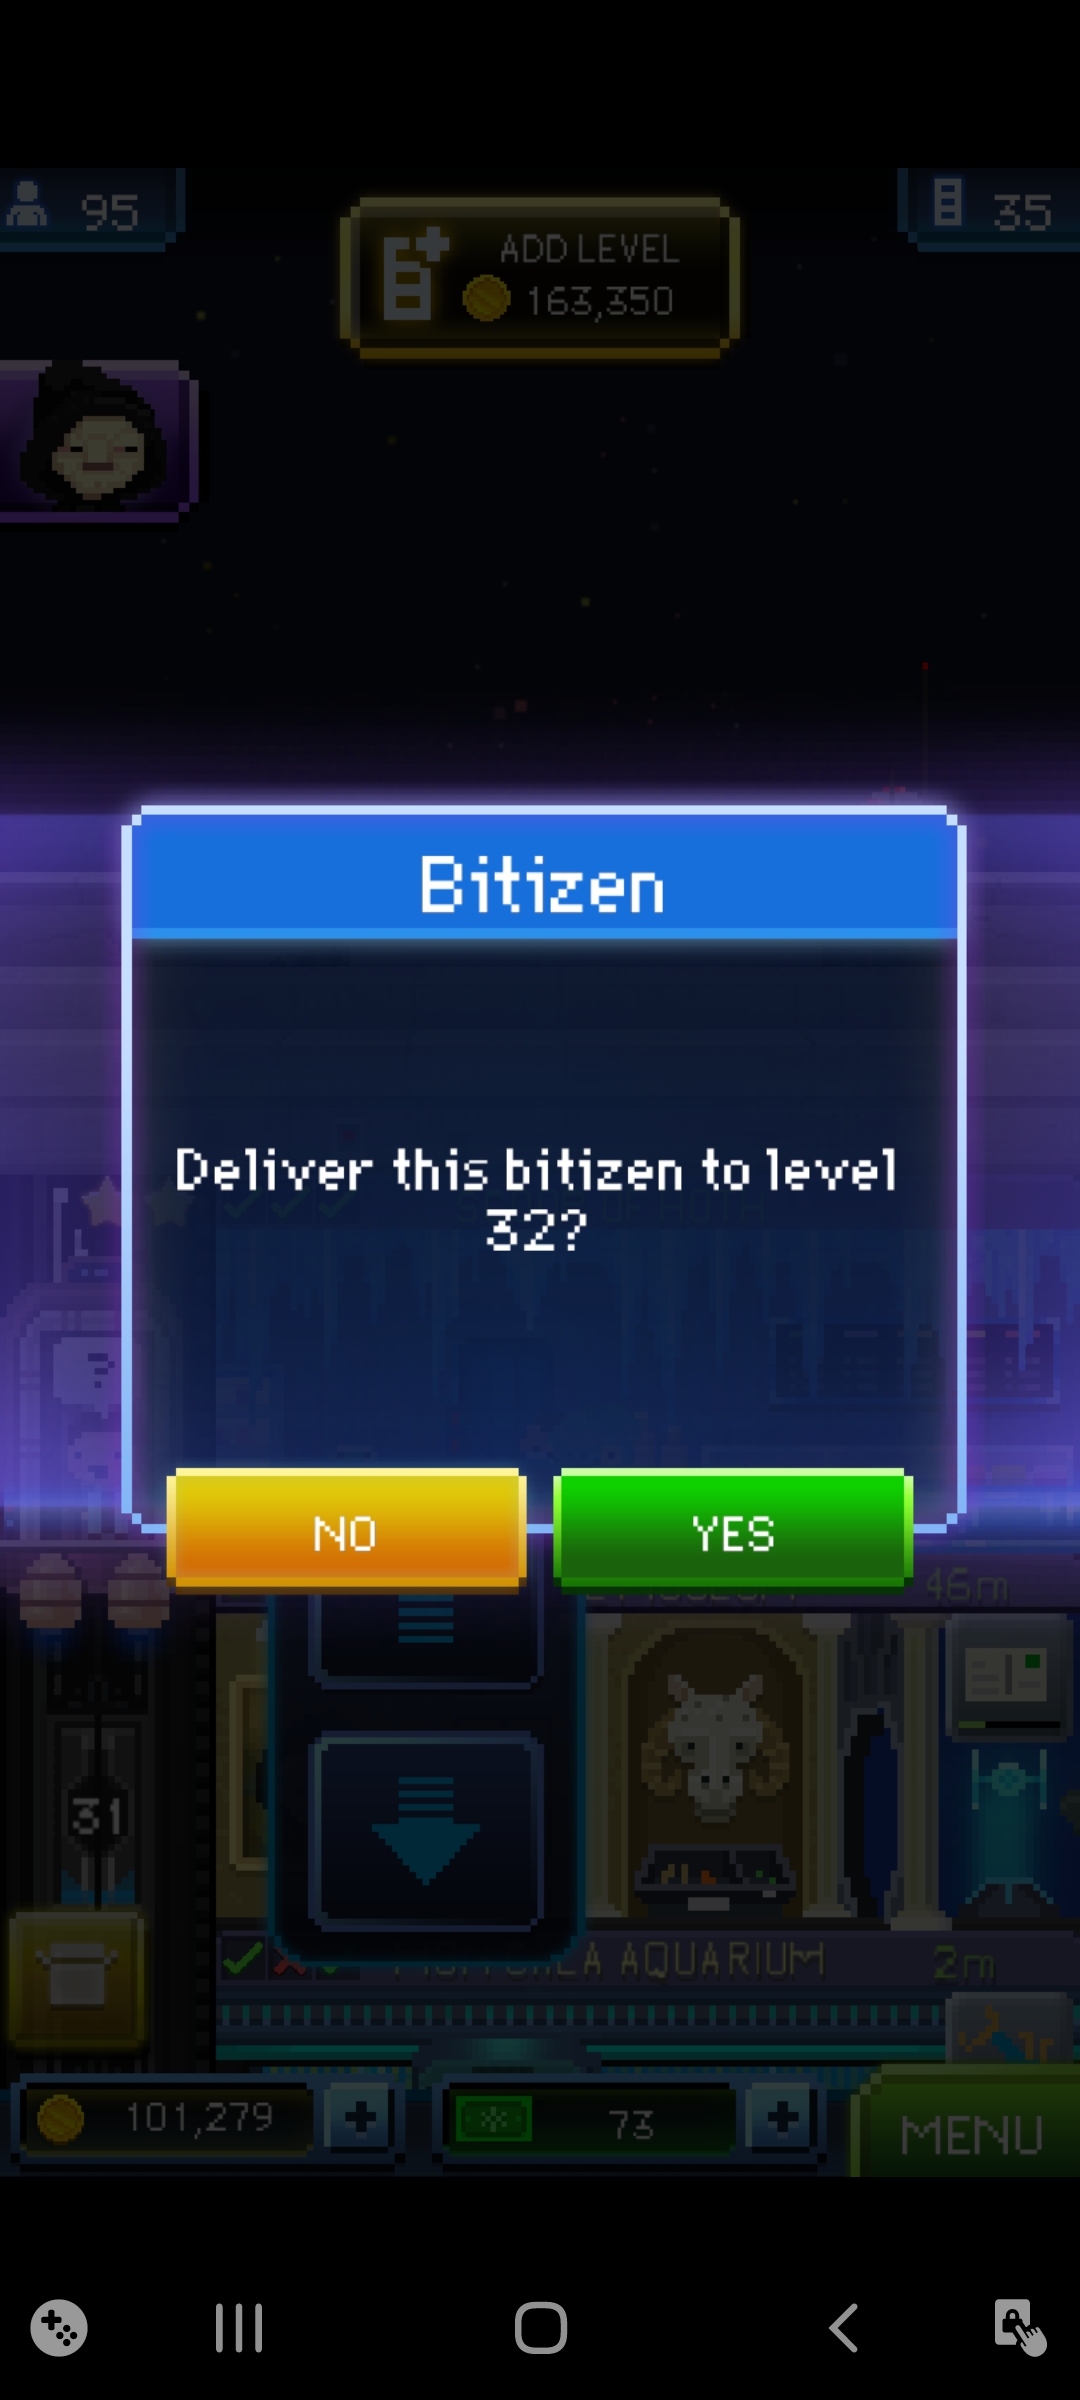 95
ADD LEVEL
163,350
35
Bitizen
Deliver this bitizen to level
32?
NO
YES
46m
31
AQUARIUM
2m
101,279
73
MENU